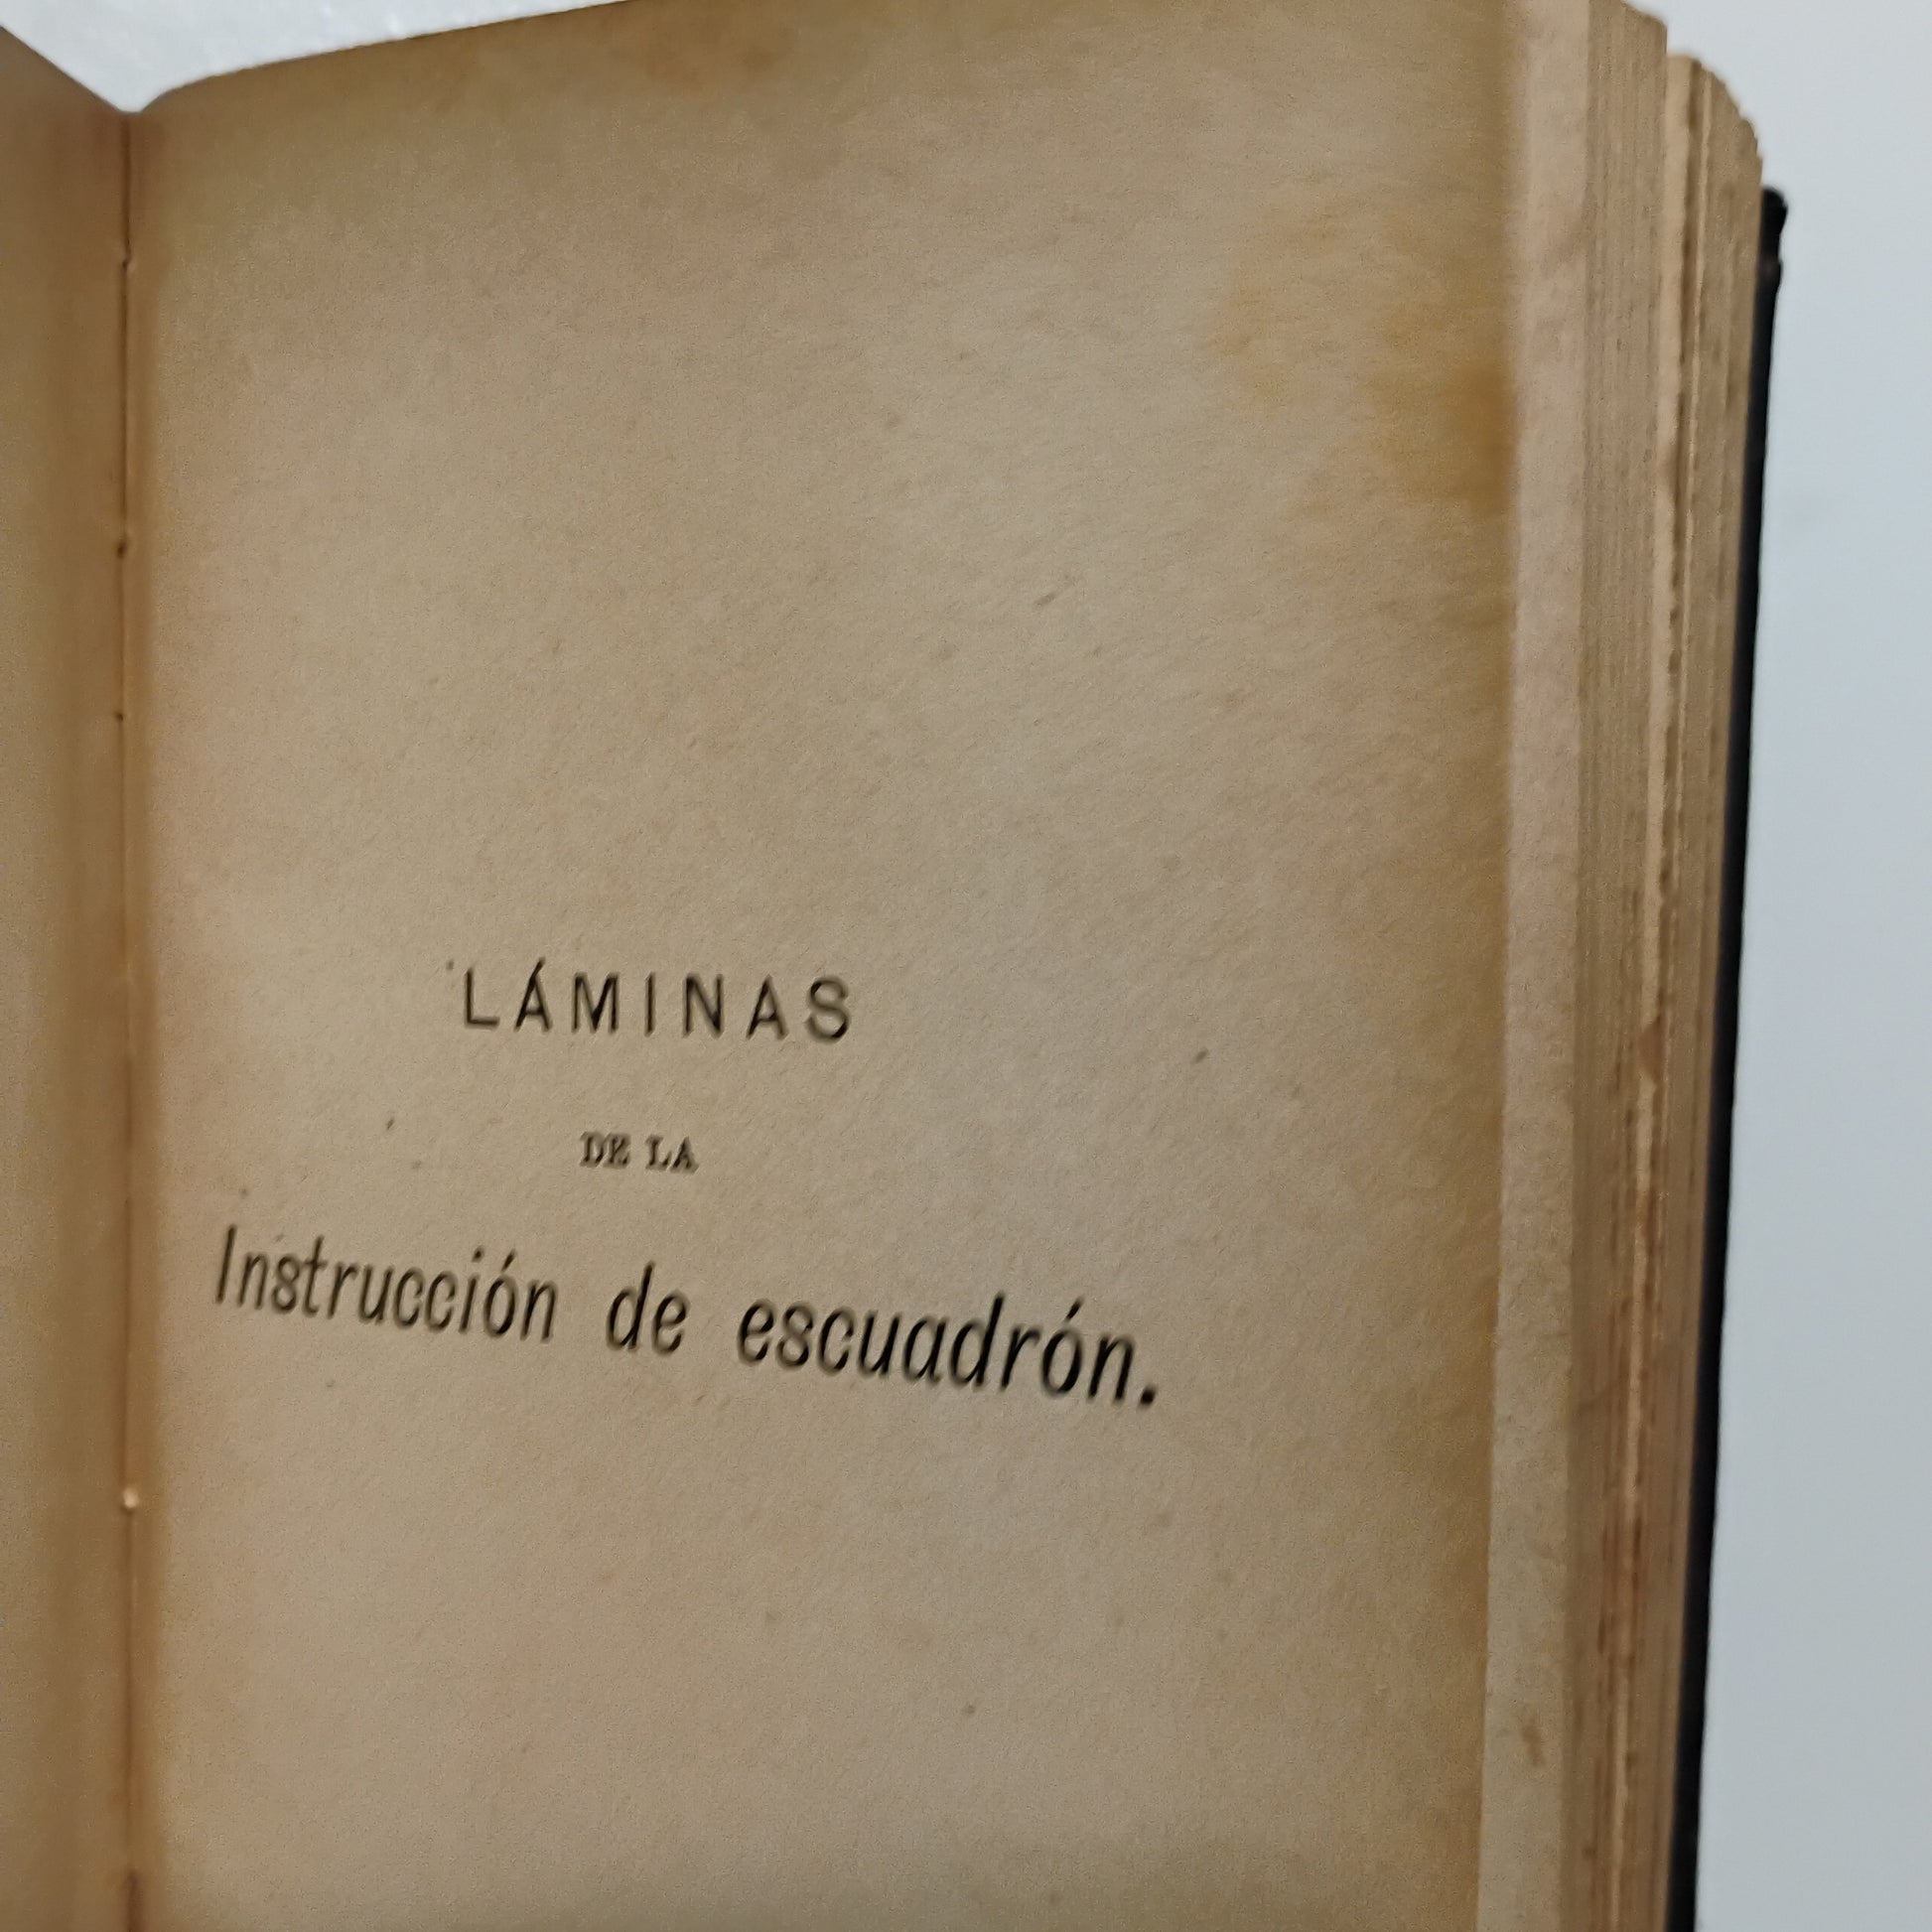 LÁMINAS
DE LA
Instrucción de escuadrón.